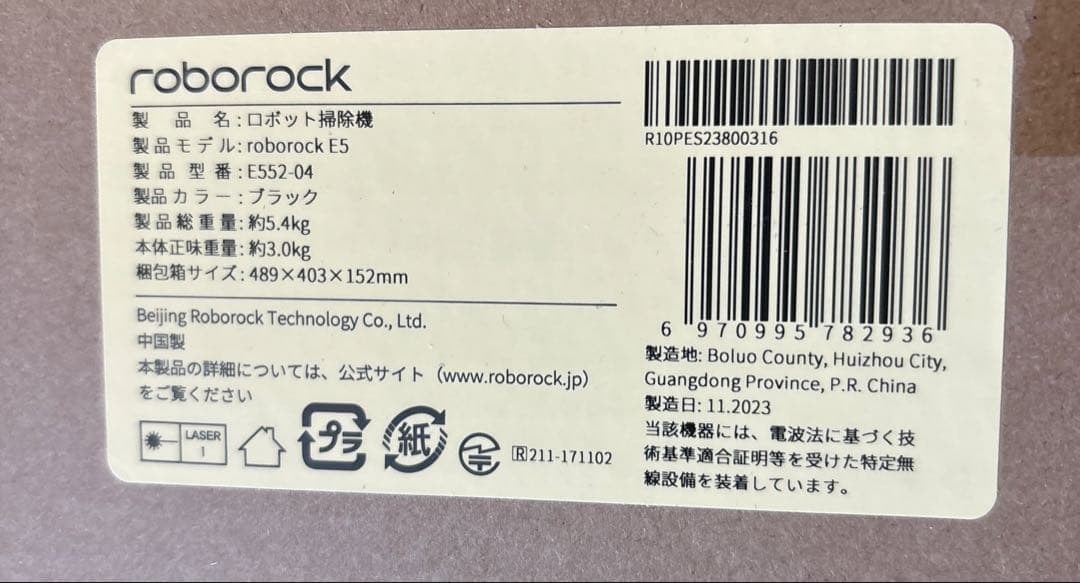 roborock
製品名：ロボット掃除機
製品モデル：roborock E5
製品型番：E552-04
製品カラー：ブラック
製品総重量：約5.4kg
本体正味重量：約3.0kg
梱包箱サイズ：489×403×152mm
Beijing Roborock Technology Co., Ltd.
中国製
本製品の詳細については、公式サイト（www.roborock.jp）
をご覧ください
LASER
1
プラ
紙
R 211-171102
R10PES23800316
6 970995 782936
製造地：Boluo County, Huizhou City,
Guangdong Province, P.R. China
製造日：11.2023
当該機器には、電波法に基づく技
術基準適合証明等を受けた特定無
線設備を装着しています。